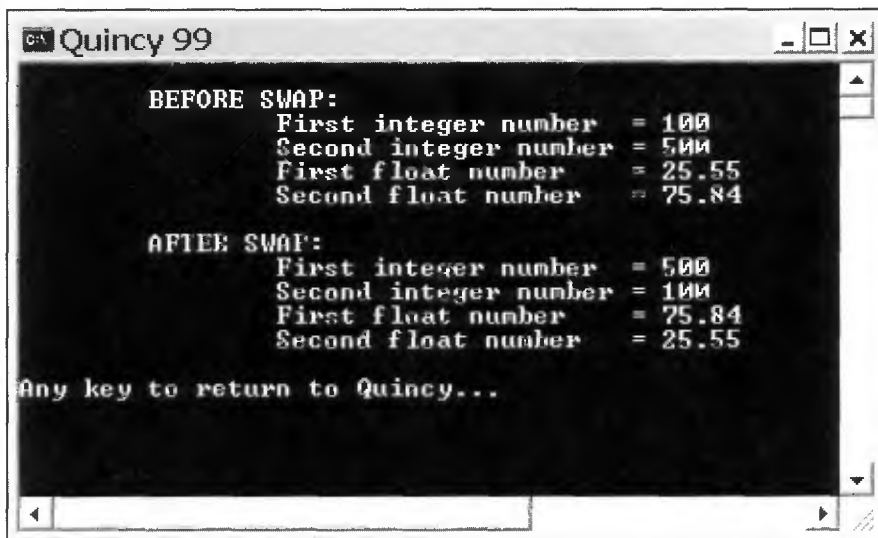 Quincy 99
BEFORE SWAP:
First integer number = 100
Second integer number = 500
First float number = 25.55
Second float number = 75.84
AFTER SWAP:
First integer number = 500
Second integer number = 100
First float number = 75.84
Second float number = 25.55
Any key to return to Quincy...